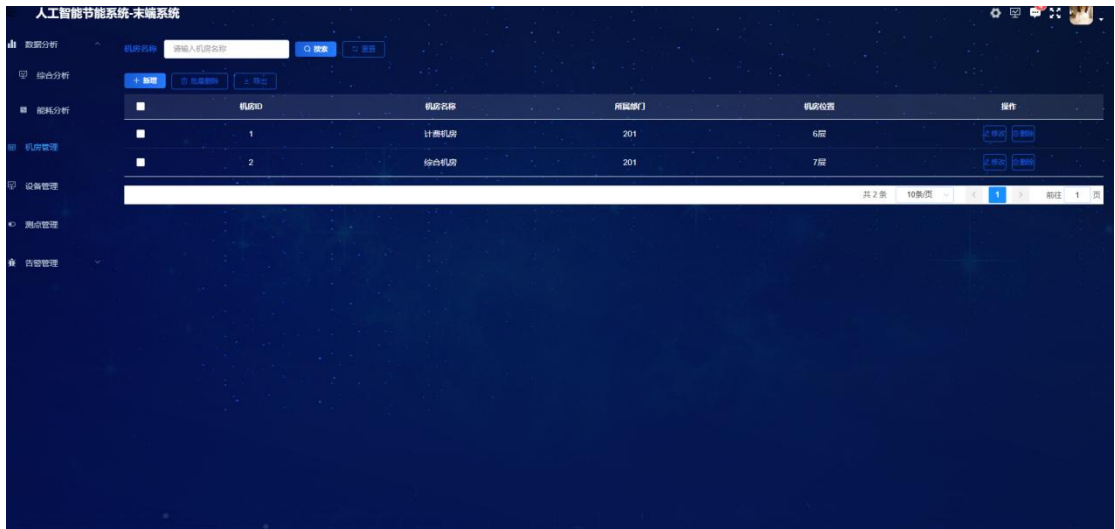 人工智能节能系统-末端系统
数据分析
综合分析
能耗分析
机房管理
设备管理
测点管理
告警管理
机房名称 请输入机房名称 搜索 重置
+ 新增 批量删除 导出
机房ID 机房名称 所属部门 机房位置 操作
1 计费机房 201 6层 修改 删除
2 综合机房 201 7层 修改 删除
共 2 条 10条/页 < 1 > 前往 1 页